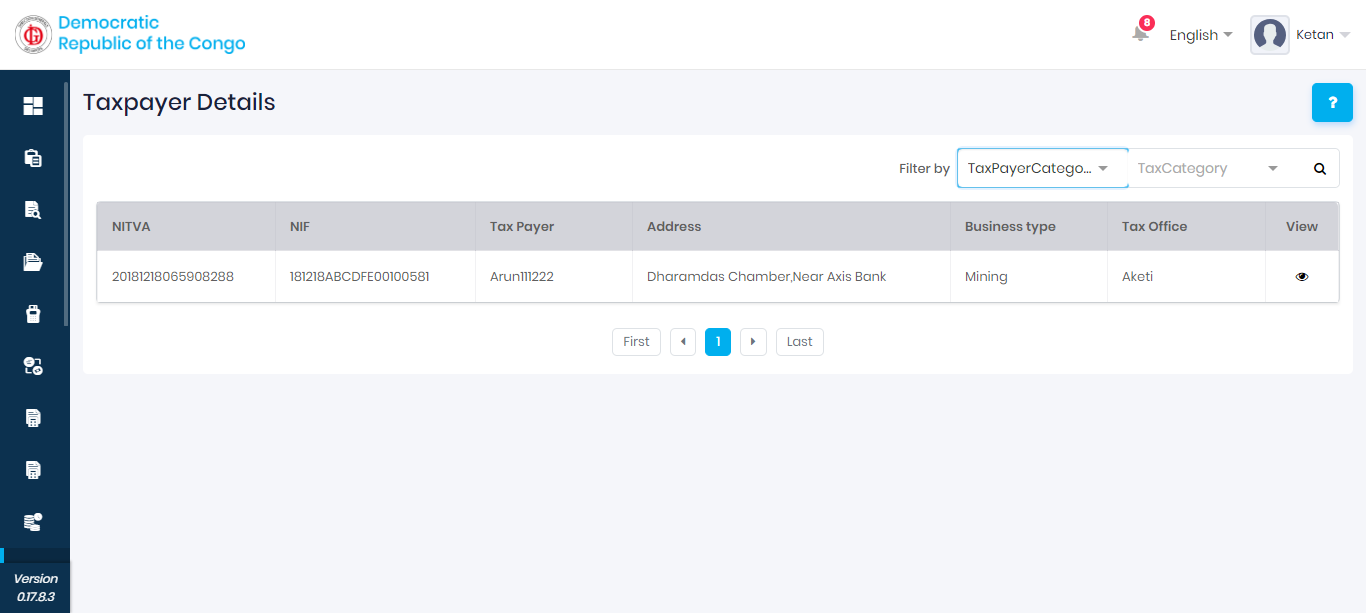 Democratic
Republic of the Congo
8
English
Ketan
Taxpayer Details
?
Filter by
TaxPayerCatego...
TaxCategory
NITVA NIF Tax Payer Address Business type Tax Office View
20181218065908288 181218ABCDFE00100581 Arun111222 Dharamdas Chamber,Near Axis Bank Mining Aketi
First 1 Last
Version
0.17.8.3